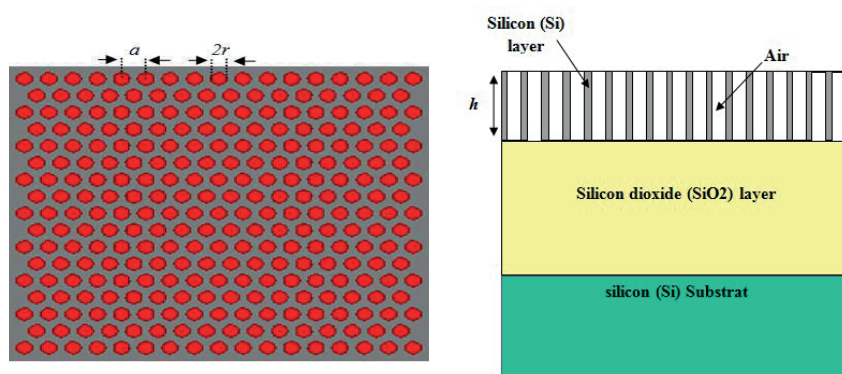 a
2r
Silicon (Si)
layer
Air
h
Silicon dioxide (SiO2) layer
silicon (Si) Substrat